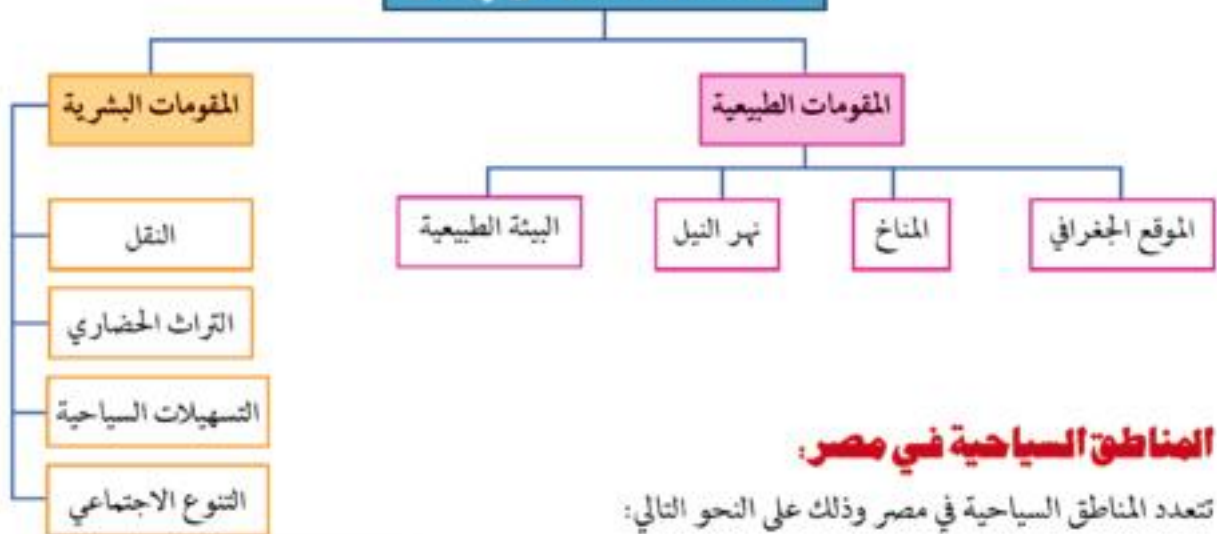 المقومات الطبيعية
المقومات البشرية
الموقع الجغرافي
المناخ
نهر النيل
البيئة الطبيعية
النقل
التراث الحضاري
التسهيلات السياحية
التنوع الاجتماعي
المناطق السياحية في مصر:
تتعدد المناطق السياحية في مصر وذلك على النحو التالي: